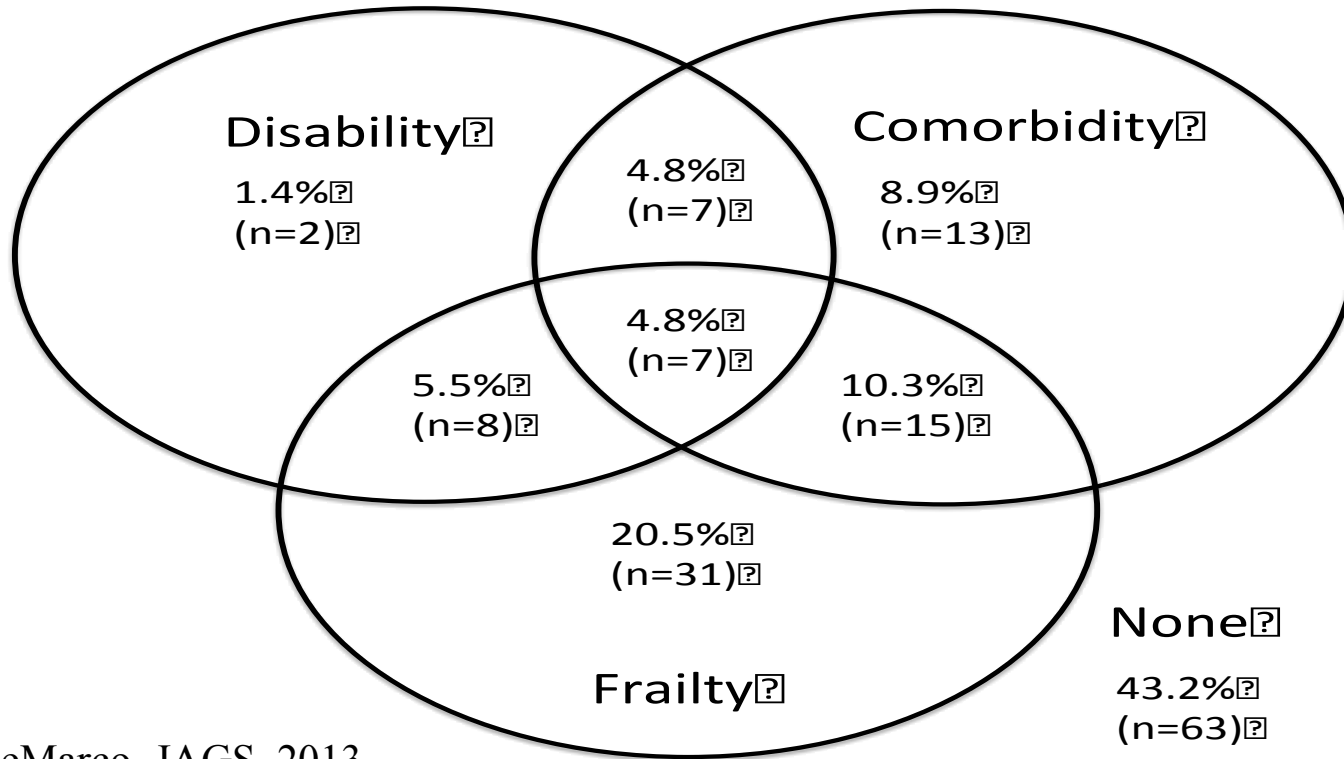 Disability⍰
1.4%⍰
(n=2)⍰
4.8%⍰
(n=7)⍰
Comorbidity⍰
8.9%⍰
(n=13)⍰
4.8%⍰
(n=7)⍰
5.5%⍰
(n=8)⍰
10.3%⍰
(n=15)⍰
20.5%⍰
(n=31)⍰
Frailty⍰
None⍰
43.2%⍰
(n=63)⍰
JAGS 2013